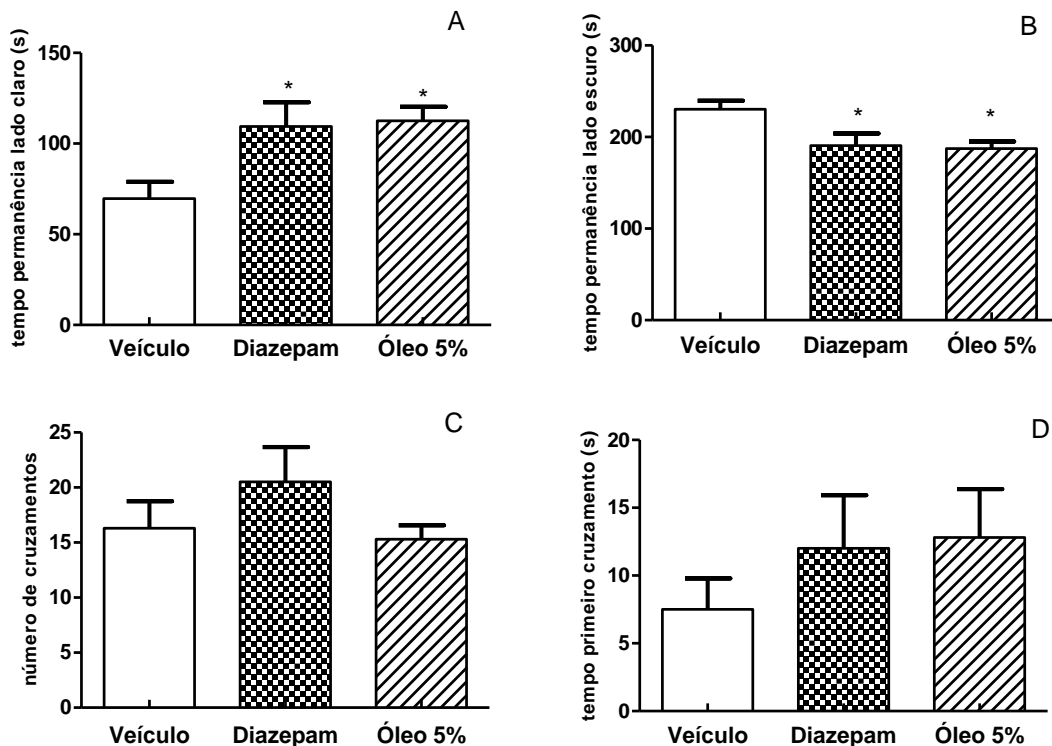 A
tempo permanência lado claro (s)
150
100
50
0
*
*
Veículo Diazepam Óleo 5%
B
tempo permanência lado escuro (s)
300
200
100
0
*
*
Veículo Diazepam Óleo 5%
C
número de cruzamentos
25
20
15
10
5
0
Veículo Diazepam Óleo 5%
D
tempo primeiro cruzamento (s)
20
15
10
5
0
Veículo Diazepam Óleo 5%